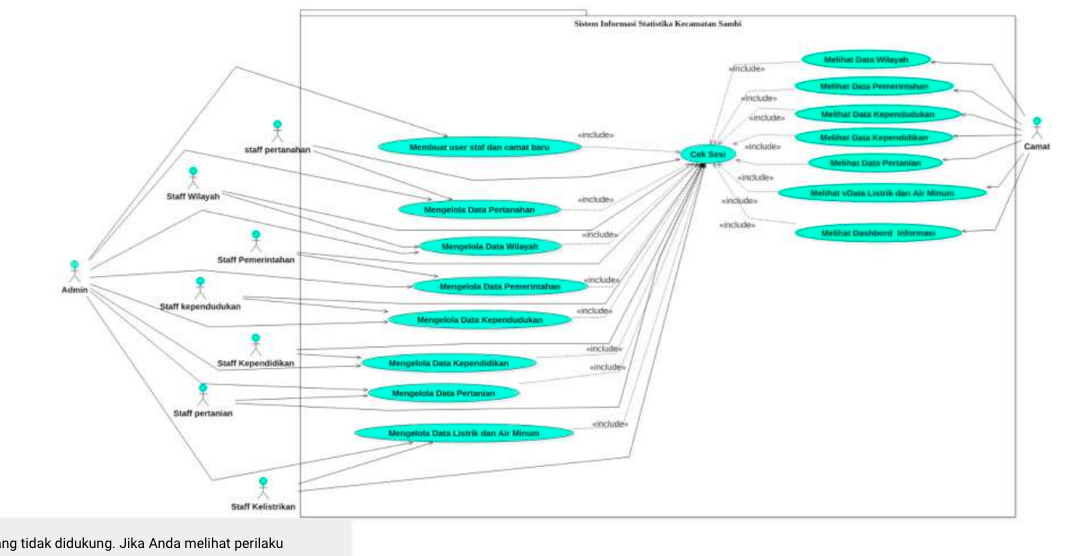 Sistem Informasi Statistika Kecamatan Sambi
Melihat Data Wilayah
«include»
Melihat Data Pemerintahan
«include»
Melihat Data Kependudukan
«include»
Camat
staff pertanahan
Membuat user staf dan camat baru
«include»
Cek Sesi
«include»
Melihat Data Kependidikan
Melihat Data Pertanian
«include»
Melihat vData Listrik dan Air Minum
Staff Wilayah
«include»
«include»
Mengelola Data Pertanahan
«include»
Melihat Dashbord Informasi
«include»
Mengelola Data Wilayah
Staff Pemerintahan
Admin
Mengelola Data Pemerintahan
«include»
Staff kependudukan
Mengelola Data Kependudukan
«include»
Staff Kependidikan
Mengelola Data Kependidikan
«include»
«include»
Mengelola Data Pertanian
Staff pertanian
Mengelola Data Listrik dan Air Minum
«include»
Staff Kelistrikan
ang tidak didukung. Jika Anda melihat perilaku